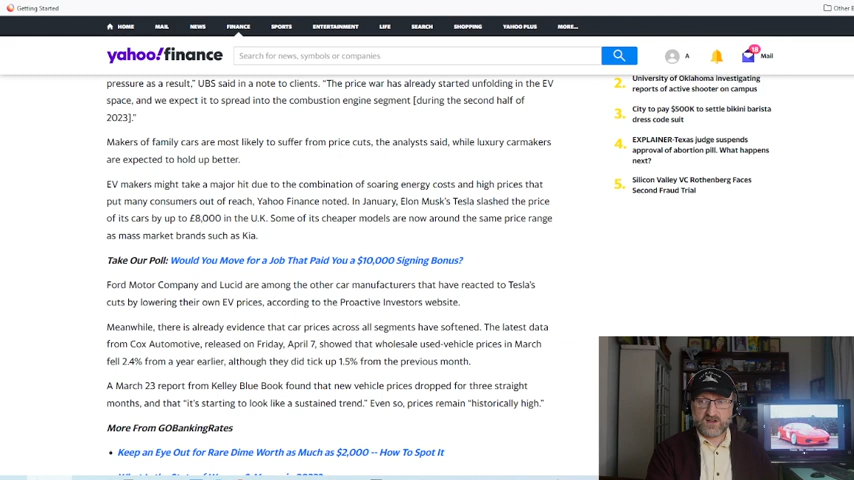 Getting Started
Other B
HOME MAIL NEWS FINANCE SPORTS ENTERTAINMENT LIFE SEARCH SHOPPING YAHOO PLUS MORE...
yahoo!finance
Search for news, symbols or companies
A
Mail
pressure as a result," UBS said in a note to clients. "The price war has already started unfolding in the EV
space, and we expect it to spread into the combustion engine segment [during the second half of
2023]."
Makers of family cars are most likely to suffer from price cuts, the analysts said, while luxury carmakers
are expected to hold up better.
EV makers might take a major hit due to the combination of soaring energy costs and high prices that
put many consumers out of reach, Yahoo Finance noted. In January, Elon Musk's Tesla slashed the price
of its cars by up to £8,000 in the U.K. Some of its cheaper models are now around the same price range
as mass market brands such as Kia.
Take Our Poll: Would You Move for a Job That Paid You a $10,000 Signing Bonus?
Ford Motor Company and Lucid are among the other car manufacturers that have reacted to Tesla's
cuts by lowering their own EV prices, according to the Proactive Investors website.
Meanwhile, there is already evidence that car prices across all segments have softened. The latest data
from Cox Automotive, released on Friday, April 7, showed that wholesale used-vehicle prices in March
fell 2.4% from a year earlier, although they did tick up 1.5% from the previous month.
A March 23 report from Kelley Blue Book found that new vehicle prices dropped for three straight
months, and that "it's starting to look like a sustained trend." Even so, prices remain "historically high."
More From GOBankingRates
• Keep an Eye Out for Rare Dime Worth as Much as $2,000 -- How To Spot It
2. University of Oklahoma investigating
reports of active shooter on campus
3. City to pay $500K to settle bikini barista
dress code suit
4. EXPLAINER-Texas judge suspends
approval of abortion pill. What happens
next?
5. Silicon Valley VC Rothenberg Faces
Second Fraud Trial